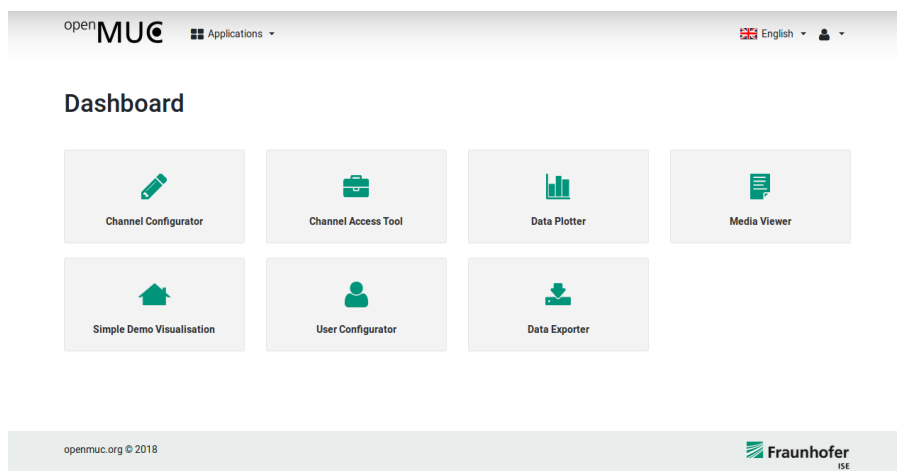 openMUC
Applications
English
Dashboard
Channel Configurator
Channel Access Tool
Data Plotter
Media Viewer
Simple Demo Visualisation
User Configurator
Data Exporter
openmuc.org © 2018
Fraunhofer
ISE